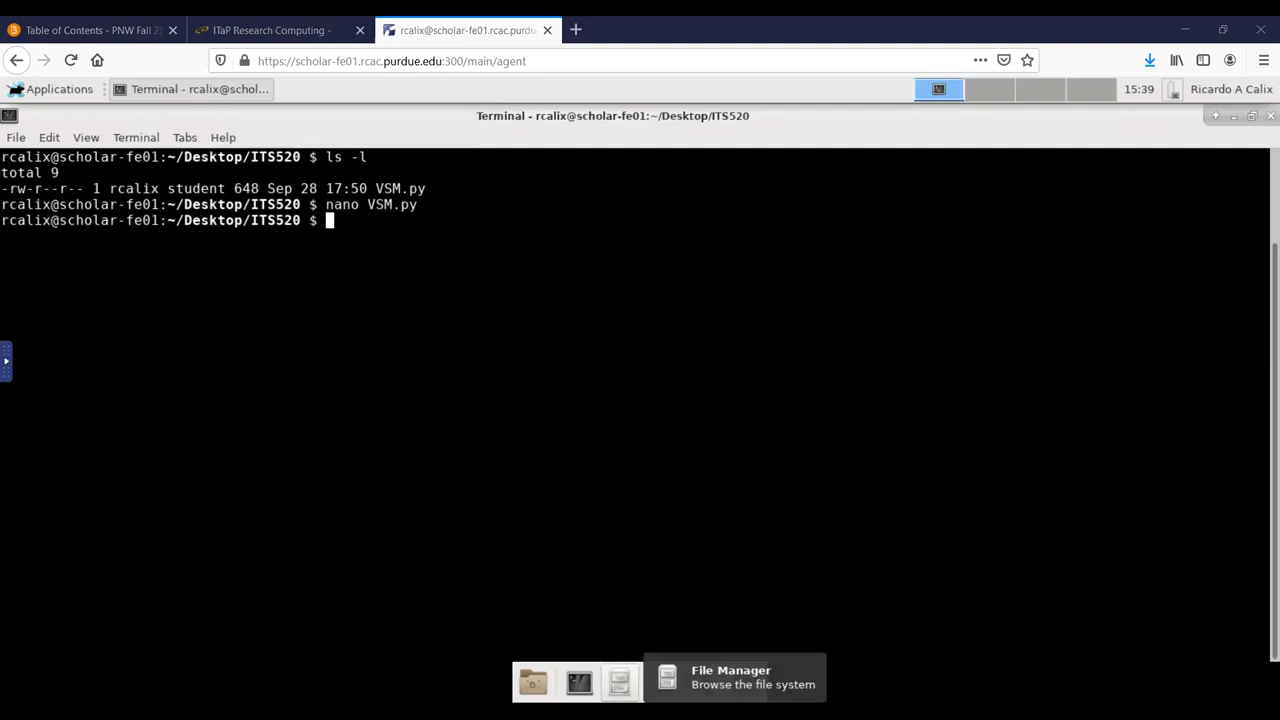 Table of Contents - PNW Fall 20
ITaP Research Computing -
rcalix@scholar-fe01.rcac.purdu
https://scholar-fe01.rcac.purdue.edu:300/main/agent
Applications
Terminal - rcalix@schol...
15:39
Ricardo A Calix
Terminal - rcalix@scholar-fe01:~/Desktop/ITS520
File Edit View Terminal Tabs Help
rcalix@scholar-fe01:~/Desktop/ITS520 $ ls -l
total 9
-rw-r--r-- 1 rcalix student 648 Sep 28 17:50 VSM.py
rcalix@scholar-fe01:~/Desktop/ITS520 $ nano VSM.py
rcalix@scholar-fe01:~/Desktop/ITS520 $
File Manager
Browse the file system